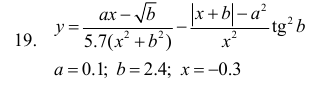 19. y = (ax − √b)/(5.7(x² + b²)) − (|x + b| − a²)/x² − tg² b
a = 0.1; b = 2.4; x = −0.3